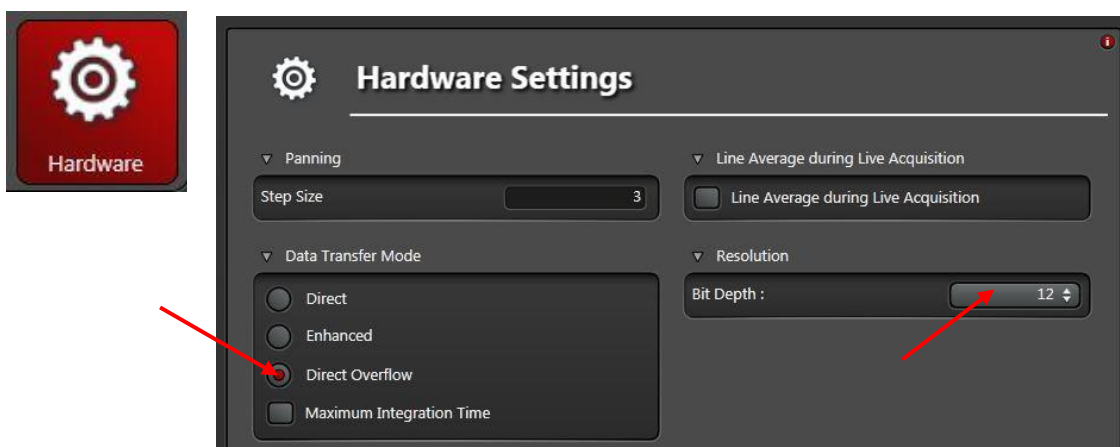 Hardware
Hardware Settings
Panning
Step Size 3
Line Average during Live Acquisition
Line Average during Live Acquisition
Data Transfer Mode
Direct
Enhanced
Direct Overflow
Maximum Integration Time
Resolution
Bit Depth : 12
i